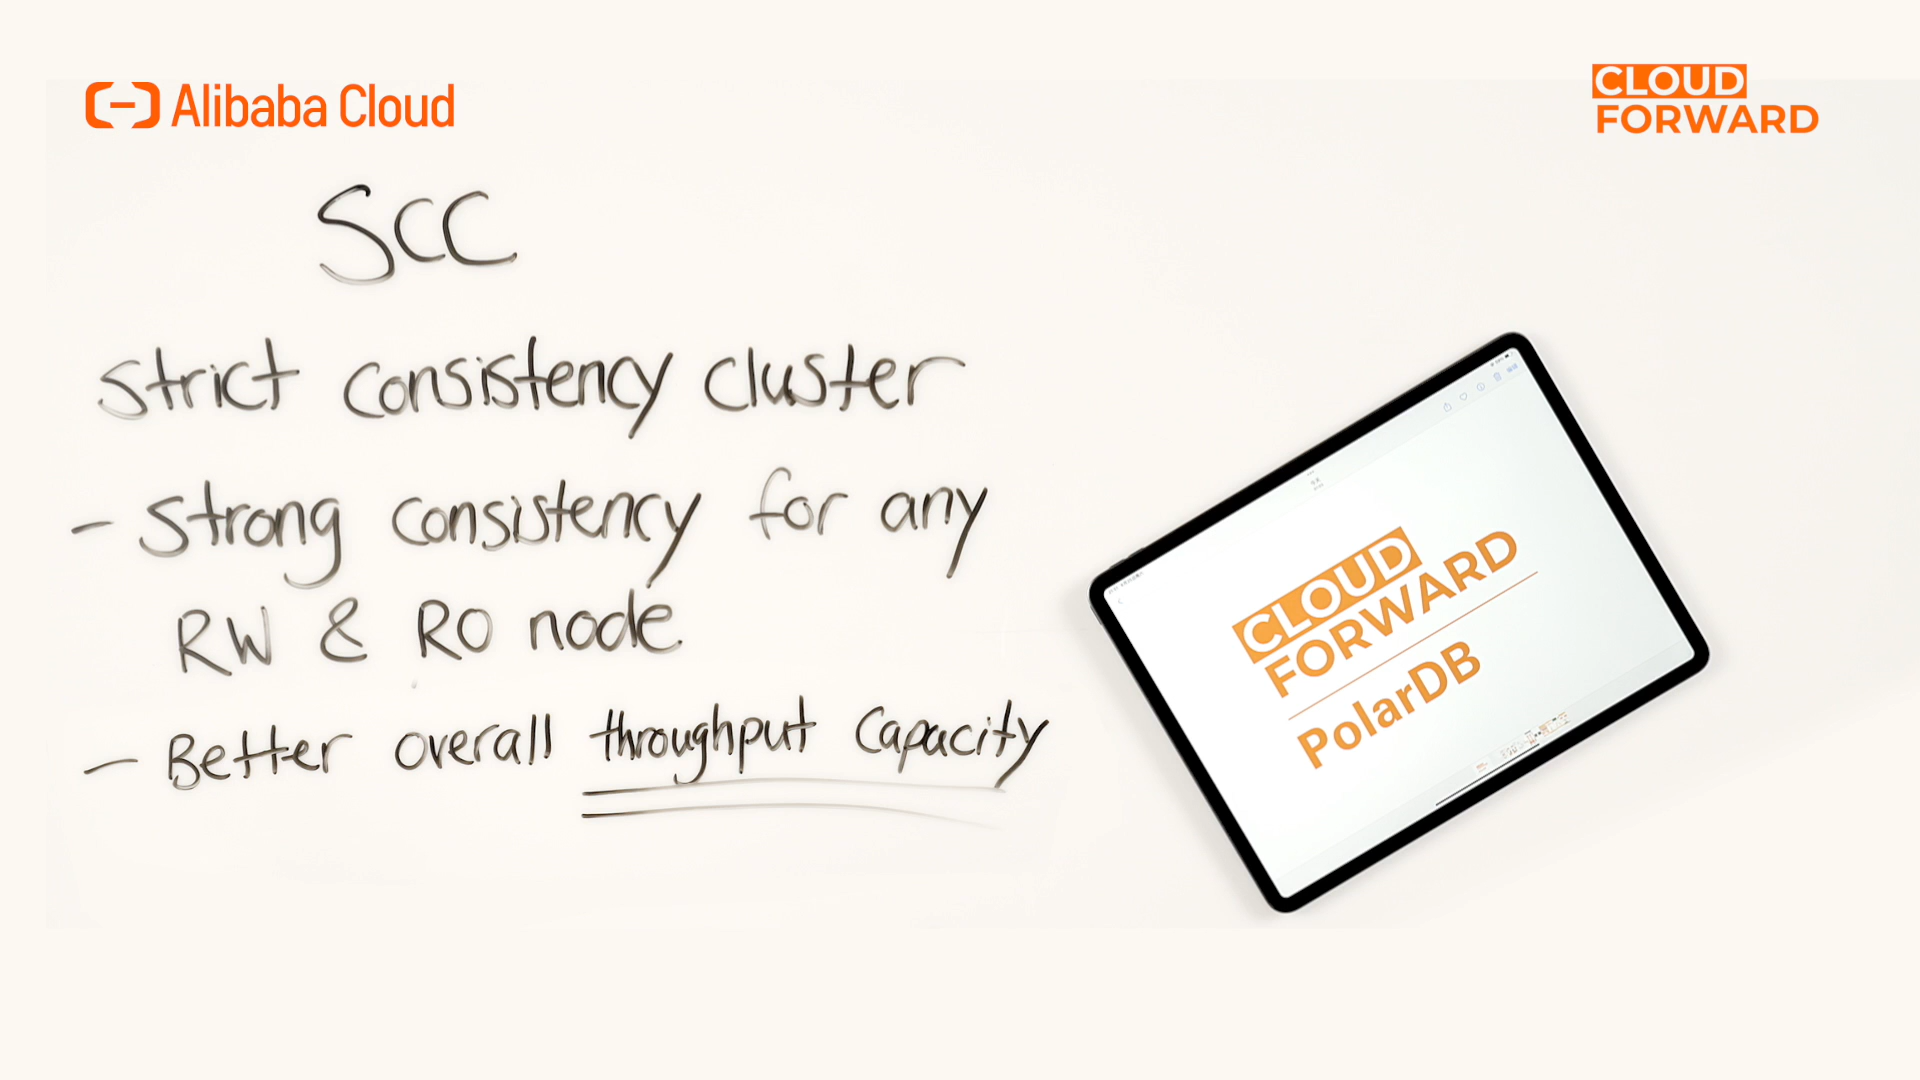 Alibaba Cloud
CLOUD
FORWARD
SCC
Strict consistency cluster
- Strong consistency for any
RW & RO node
- Better overall throughput capacity
CLOUD
FORWARD
PolarDB